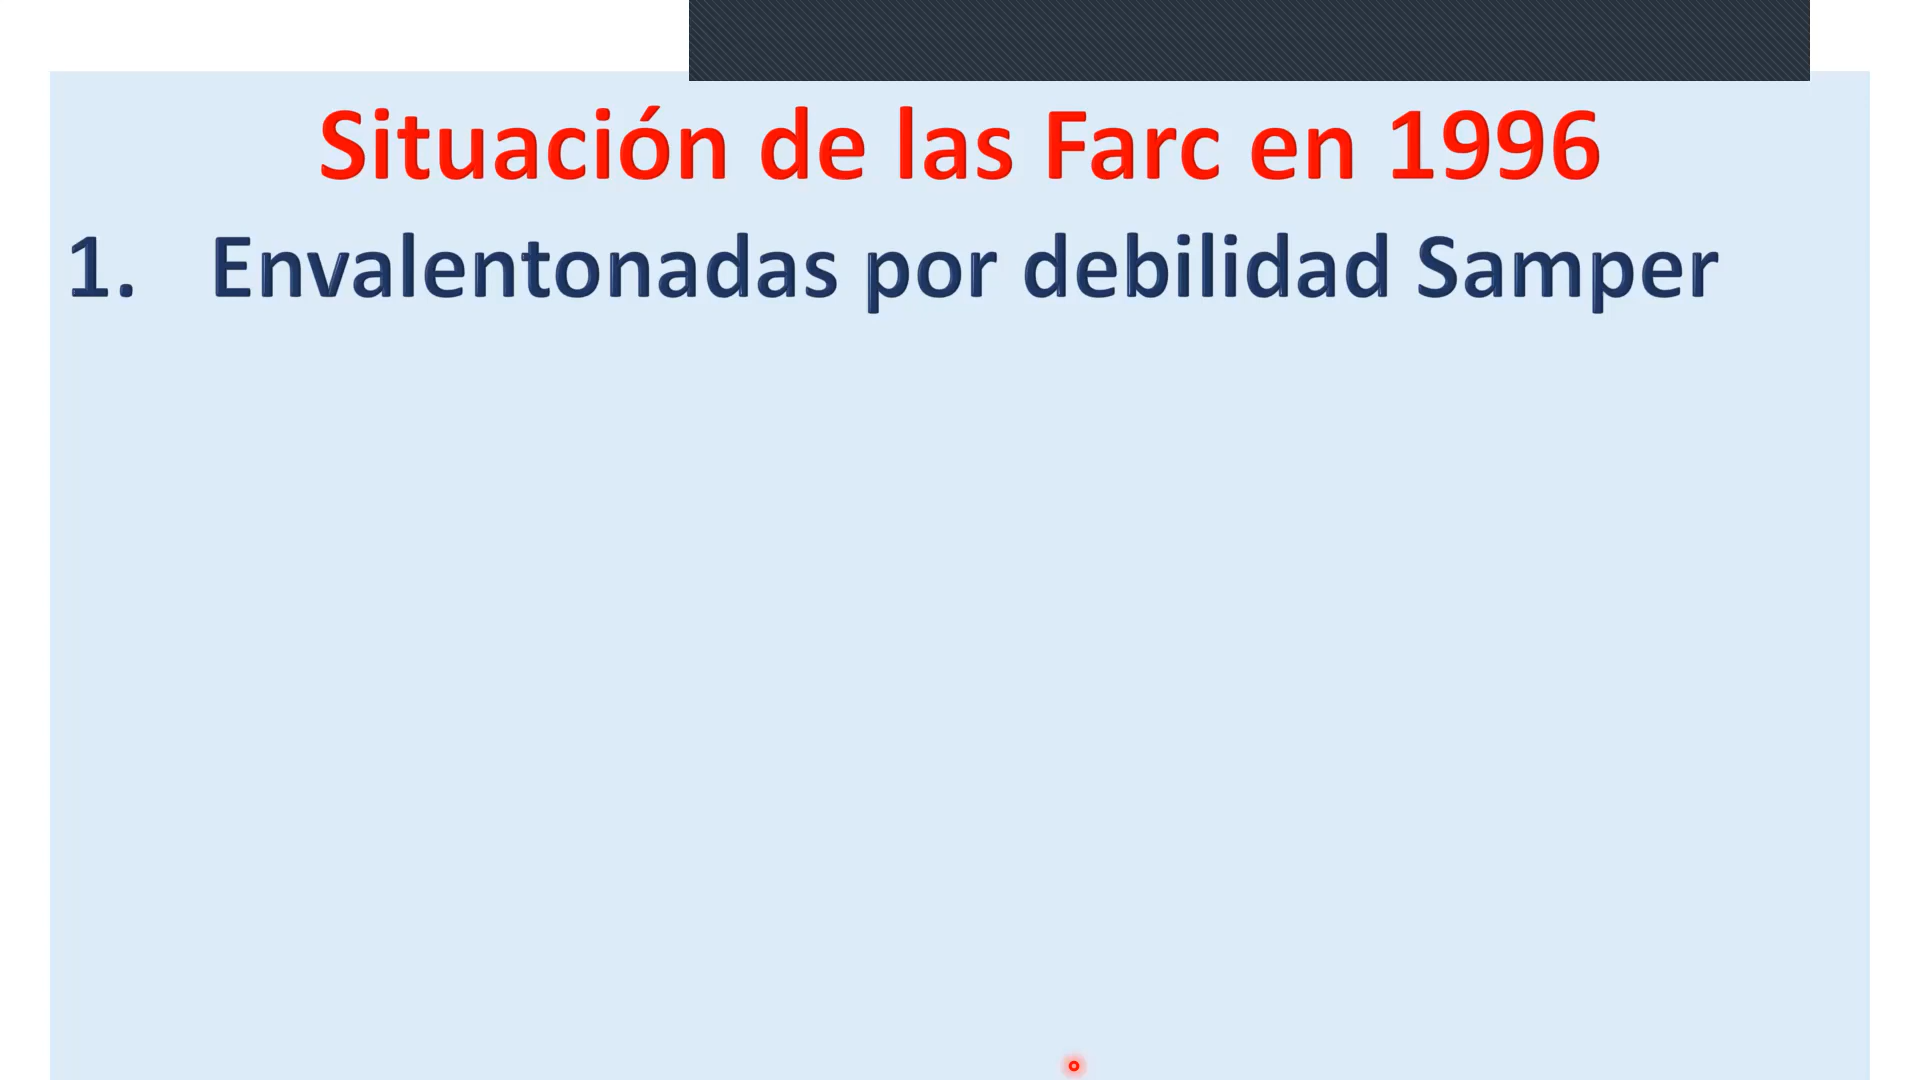 Situación de las Farc en 1996
1. Envalentonadas por debilidad Samper